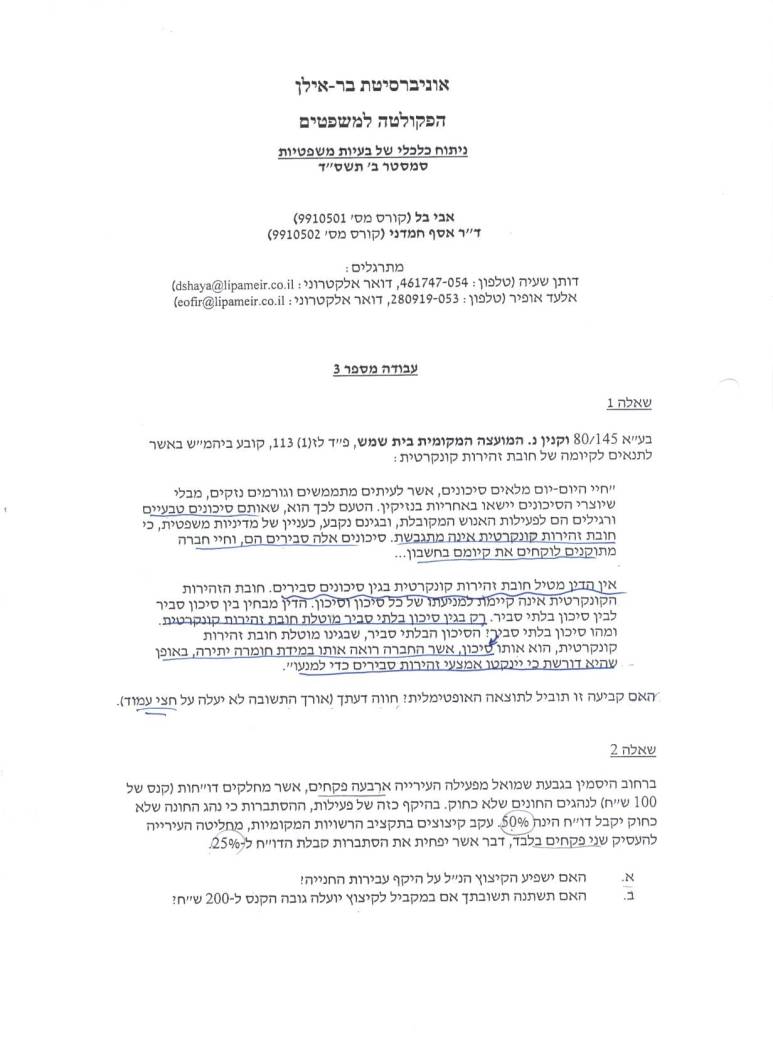 אוניברסיטת בר-אילן
הפקולטה למשפטים
ניתוח כלכלי של בעיות משפטיות
סמסטר ב' תשס״ד
אבי בל (קורס מס' 9910501)
ד״ר אסף חמדני (קורס מס' 9910502)
מתרגלים:
דותן שעיה (טלפון: 461747-054, דואר אלקטרוני: dshaya@lipameir.co.il)
אלעד אופיר (טלפון: 280919-053, דואר אלקטרוני: eofir@lipameir.co.il)
עבודה מספר 3
שאלה 1
בע״א 80/145 וקנין נ. המועצה המקומית בית שמש, פ״ד לז(1) 113, קובע ביהמ״ש באשר
לתנאים לקיומה של חובת זהירות קונקרטית:
״חיי היום-יום מלאים סיכונים, אשר לעיתים מתממשים וגורמים נזקים, מבלי
שיוצרי הסיכונים יישאו באחריות בנזיקין. הטעם לכך הוא, שאותם סיכונים טבעיים
ורגילים הם לפעילות האנוש המקובלת, ובגינם נקבע, כעניין של מדיניות משפטית, כי
חובת זהירות קונקרטית אינה מתגבשת. סיכונים אלה סבירים הם, וחיי חברה
מתוקנים לוקחים את קיומם בחשבון...
אין הדין מטיל חובת זהירות קונקרטית בגין סיכונים סבירים. חובת הזהירות
הקונקרטית אינה קיימת למניעתו של כל סיכון וסיכון. הדין מבחין בין סיכון סביר
לבין סיכון בלתי סביר. רק בגין סיכון בלתי סביר מוטלת חובת זהירות קונקרטית.
ומהו סיכון בלתי סביר? הסיכון הבלתי סביר, שבגינו מוטלת חובת זהירות
קונקרטית, הוא אותו סיכון, אשר החברה רואה אותו במידת חומרה יתירה, באופן
שהיא דורשת כי יינקטו אמצעי זהירות סבירים כדי למנעו״.
האם קביעה זו תוביל לתוצאה האופטימלית? חווה דעתך (אורך התשובה לא יעלה על חצי עמוד).
שאלה 2
ברחוב היסמין בגבעת שמואל מפעילה העירייה ארבעה פקחים, אשר מחלקים דו״חות (קנס של
100 ש״ח) לנהגים החונים שלא כחוק. בהיקף כזה של פעילות, ההסתברות כי נהג החונה שלא
כחוק יקבל דו״ח הינה 50%. עקב קיצוצים בתקציב הרשויות המקומיות, מחליטה העירייה
להעסיק שני פקחים בלבד, דבר אשר יפחית את הסתברות קבלת הדו״ח ל-25%.
א. האם ישפיע הקיצוץ הנ״ל על היקף עבירות החנייה?
ב. האם תשתנה תשובתך אם במקביל לקיצוץ יועלה גובה הקנס ל-200 ש״ח?